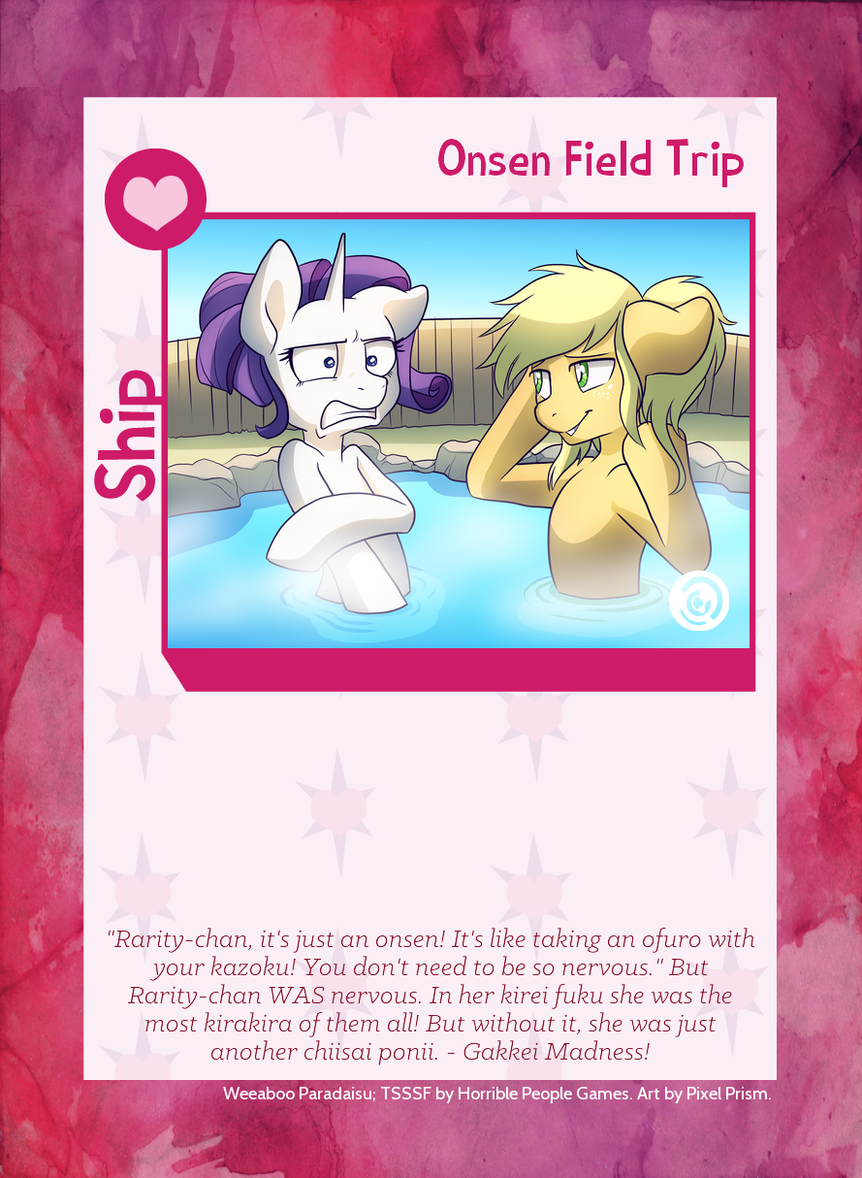 Onsen Field Trip
Ship
"Rarity-chan, it's just an onsen! It's like taking an ofuro with
your kazoku! You don't need to be so nervous." But
Rarity-chan WAS nervous. In her kirei fuku she was the
most kirakira of them all! But without it, she was just
another chiisai ponii. - Gakkei Madness!
Weeaboo Paradaisu; TSSSF by Horrible People Games. Art by Pixel Prism.